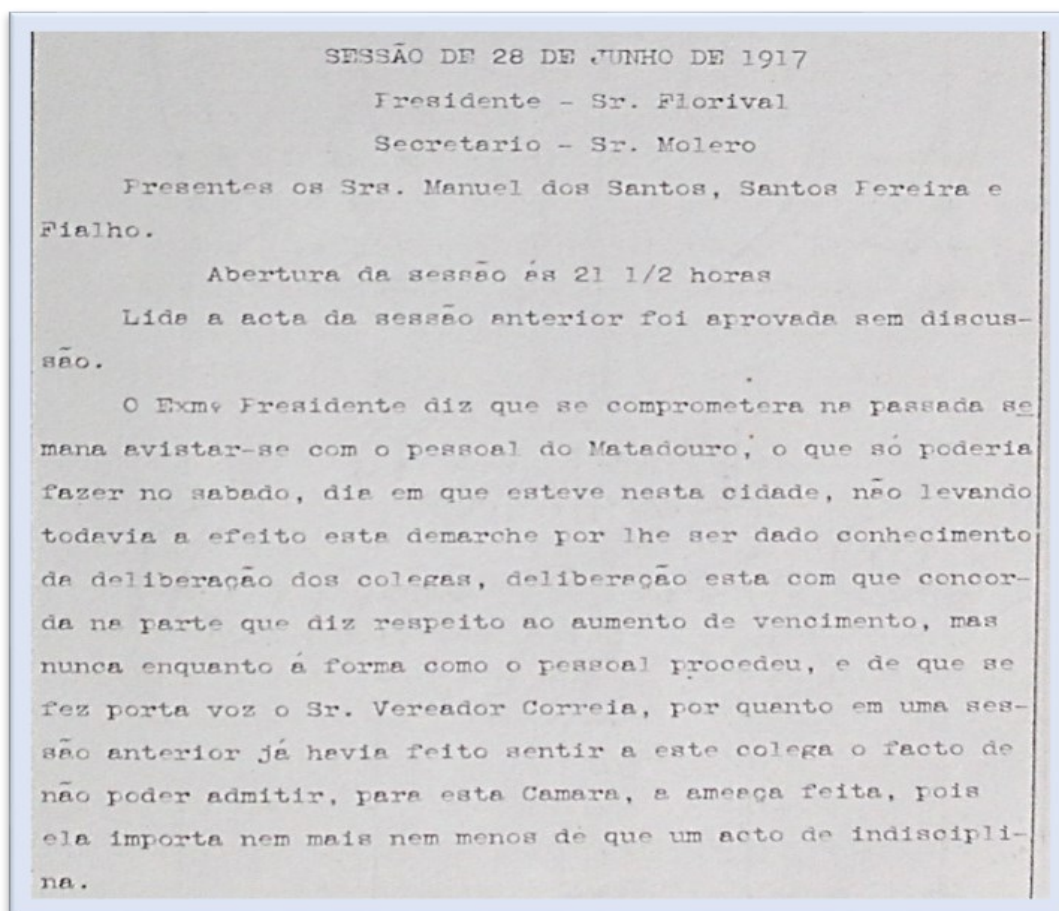 SESSÃO DE 28 DE JUNHO DE 1917
Presidente - Sr. Florival
Secretario - Sr. Molero
Presentes os Srs. Manuel dos Santos, Santos Fereira e
Fialho.
Abertura da sessão ás 21 1/2 horas
Lida a acta da sessão anterior foi aprovada sem discus-
são.
O Exmº Presidente diz que se comprometera na passada se
mana avistar-se com o pessoal do Matadouro, o que só poderia
fazer no sabado, dia em que esteve nesta cidade, não levando
todavia a efeito esta demarche por lhe ser dado conhecimento
da deliberação dos colegas, deliberação esta com que concor-
da na parte que diz respeito ao aumento de vencimento, mas
nunca enquanto á forma como o pessoal procedeu, e de que se
fez porta voz o Sr. Vereador Correia, por quanto em uma ses-
são anterior já havia feito sentir a este colega o facto de
não poder admitir, para esta Camara, a ameaça feita, pois
ela importa nem mais nem menos de que um acto de indiscipli-
na.